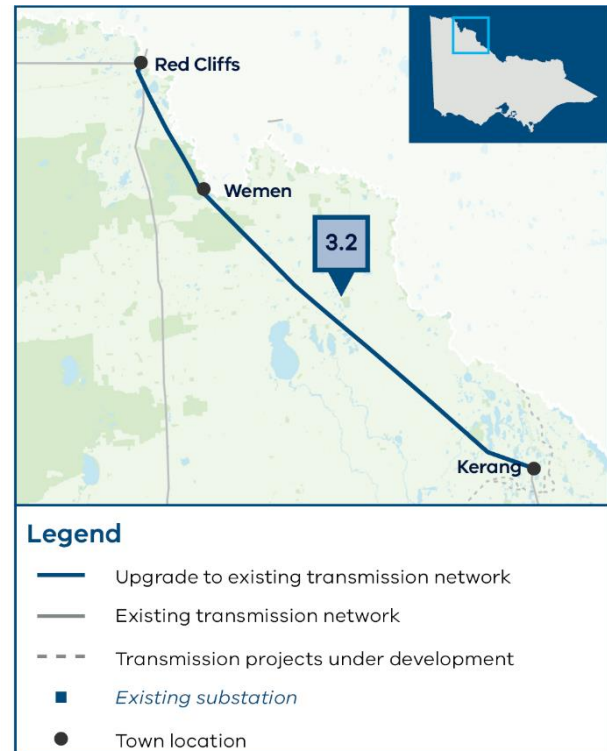 Red Cliffs
Wemen
3.2
Kerang
Legend
Upgrade to existing transmission network
Existing transmission network
Transmission projects under development
Existing substation
Town location